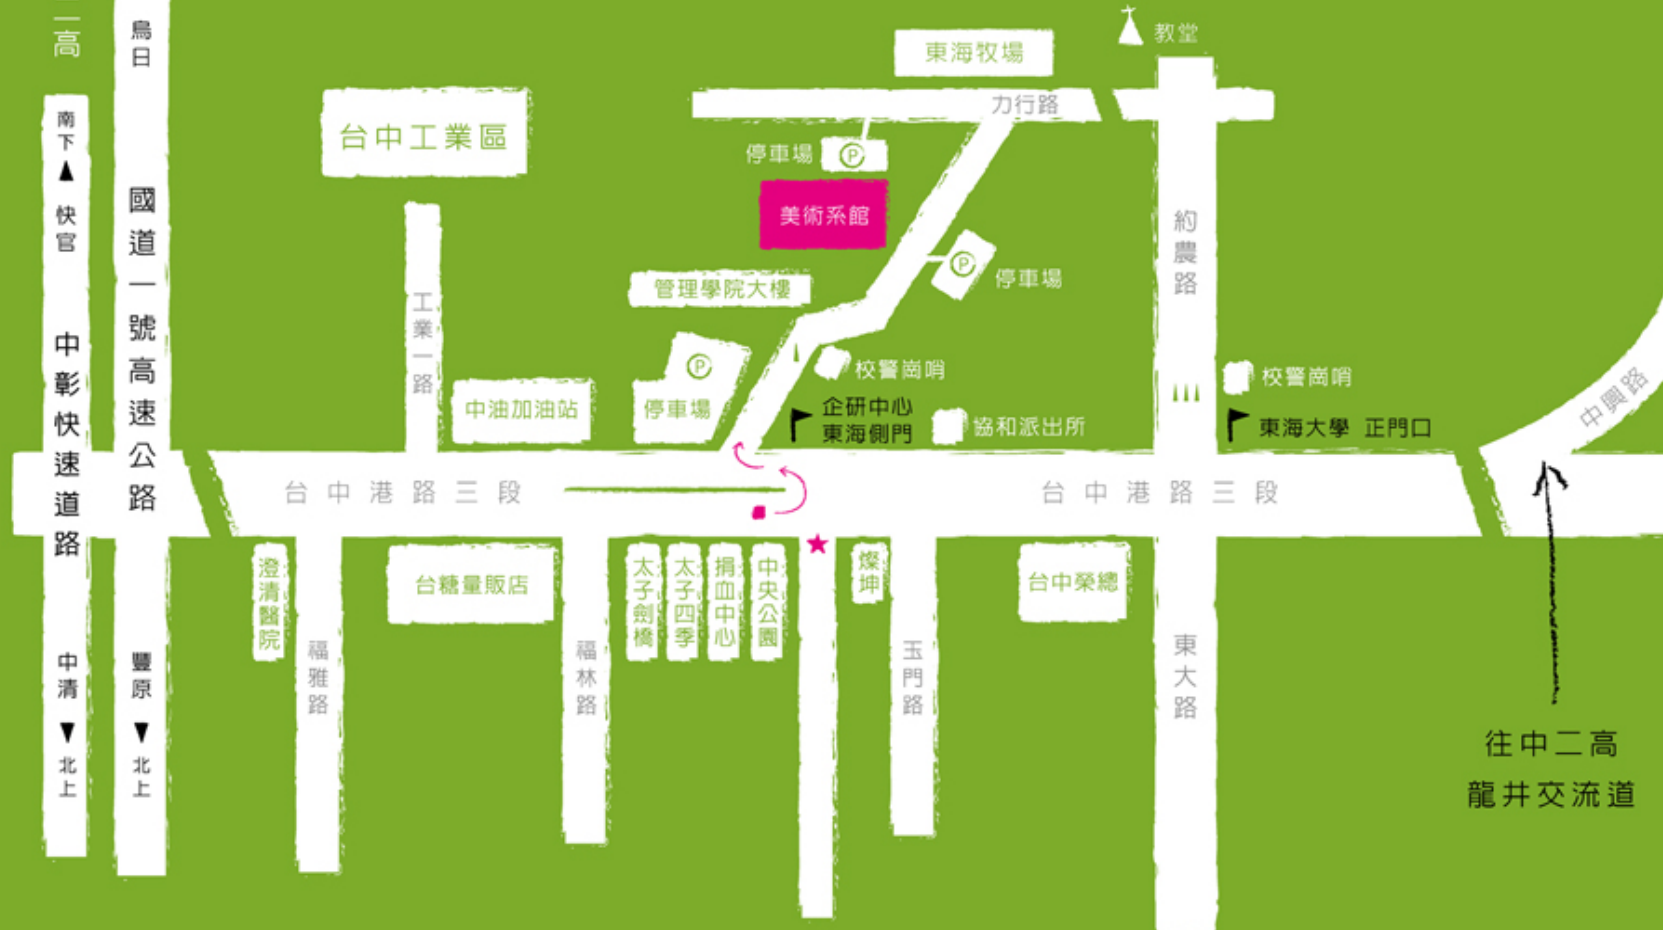 二高
南下
快官
中彰快速道路
中清
北上
烏日
國道一號高速公路
豐原
北上
台中工業區
工業一路
中油加油站
東海牧場
力行路
停車場
P
美術系館
管理學院大樓
P
停車場
P
停車場
校警崗哨
企研中心
東海側門
協和派出所
教堂
約農路
校警崗哨
東海大學 正門口
中興路
台中港路三段
台中港路三段
澄清醫院
福雅路
台糖量販店
福林路
太子劍橋
太子四季
捐血中心
中央公園
燦坤
玉門路
台中榮總
東大路
往中二高
龍井交流道